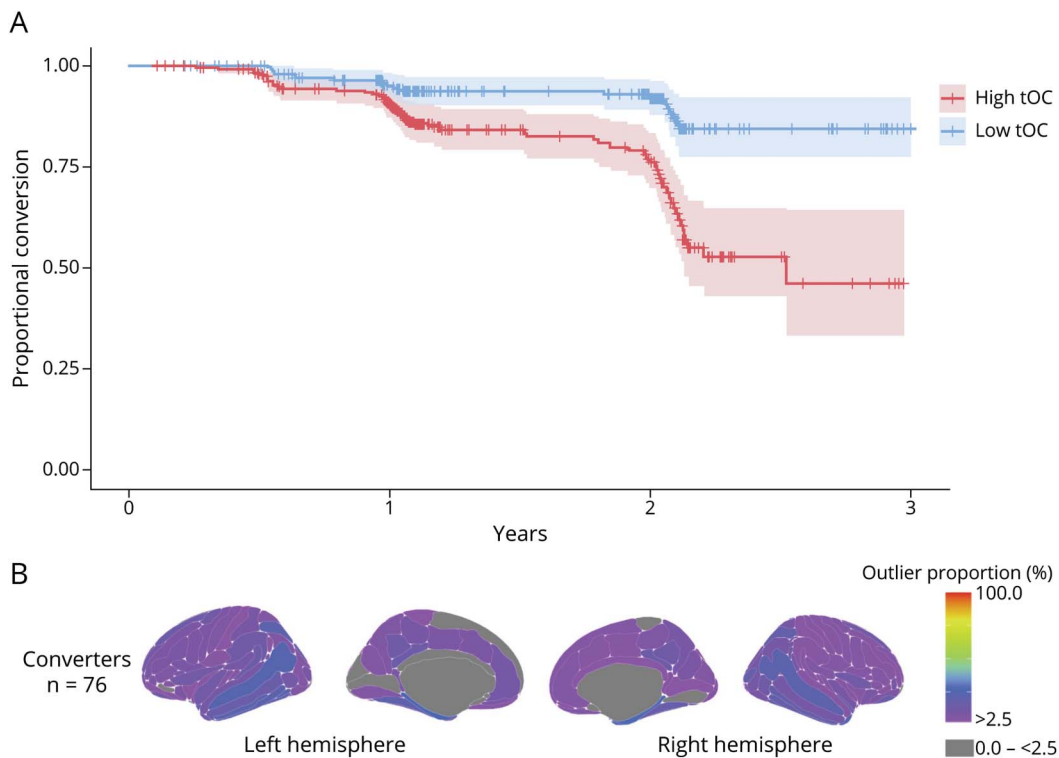 A
1.00
0.75
0.50
0.25
0.00
Proportional conversion
0
1
2
3
Years
High tOC
Low tOC
B
Outlier proportion (%)
100.0
>2.5
0.0 – <2.5
Converters
n = 76
Left hemisphere
Right hemisphere